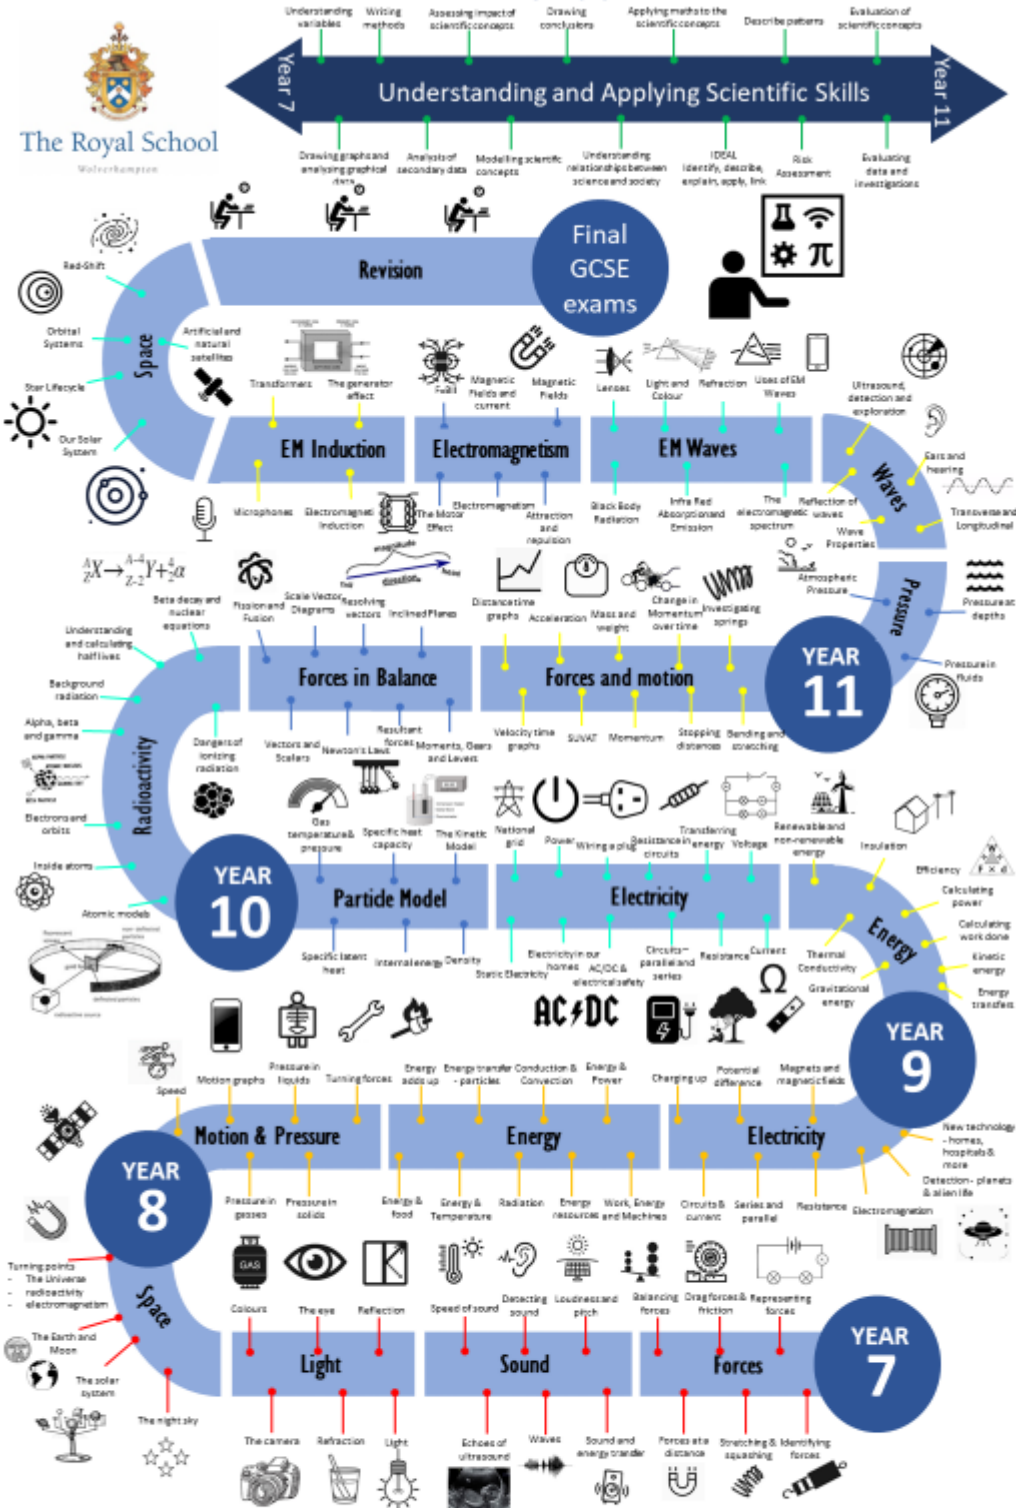 Understanding
variables
Writing
methods
Assessing impact of
scientific concepts
Drawing
conclusions
Applying maths to the
scientific concepts
Describe patterns
Evaluation of
scientific concepts
Year 7
Understanding and Applying Scientific Skills
Year 11
The Royal School
Wolverhampton
Drawing graphs and
analysing graphical
data
Analysis of
secondary data
Modelling scientific
concepts
Understanding
relationships between
science and society
IDEAL
Identify, describe,
explain, apply, link
Risk
Assessment
Evaluating
data and
investigations
Revision
Final
GCSE
exams
Red-Shift
Orbital
Systems
Star Lifecycle
Our Solar
System
Space
Artificial and
natural
satellites
Transformers
The generator
effect
F=BIl
Magnetic
Fields and
current
Magnetic
Fields
Lenses
Light and
Colour
Refraction
Uses of EM
Waves
Ultrasound,
detection and
exploration
Ears and
hearing
EM Induction
Electromagnetism
EM Waves
Waves
Microphones
Electromagneti
Induction
The Motor
Effect
Electromagnetism
Attraction
and
repulsion
Black Body
Radiation
Infra Red
Absorption and
Emission
The
electromagnetic
spectrum
Reflection of
waves
Wave
Properties
Transverse and
Longitudinal
Atmospheric
Pressure
Pressure
Pressure at
depths
Pressure in
fluids
Beta decay and
nuclear
equations
Fission and
Fusion
Scale Vector
Diagrams
Resolving
vectors
magnitude
direction
tail
head
Inclined Planes
Distance time
graphs
Acceleration
Mass and
weight
Change in
Momentum
over time
Investigating
springs
Understanding
and calculating
half lives
Background
radiation
Alpha, beta
and gamma
Electrons and
orbits
Inside atoms
Atomic models
Radioactivity
Dangers of
ionizing
radiation
Forces in Balance
Forces and motion
YEAR
11
Vectors and
Scalars
Newton's Laws
Resultant
forces
Moments, Gears
and Levers
Velocity time
graphs
SUVAT
Momentum
Stopping
distances
Bending and
stretching
Gas
temperature &
pressure
Specific heat
capacity
The Kinetic
Model
National
grid
Power
Wiring a plug
Resistance in
circuits
Transferring
energy
Voltage
Renewable and
non-renewable
energy
Insulation
Efficiency
Calculating
power
Calculating
work done
Kinetic
energy
Energy
transfers
YEAR
10
Particle Model
Electricity
Energy
Specific latent
heat
Internal energy
Density
Static Electricity
Electricity in our
homes
AC/DC &
electrical safety
Circuits –
parallel and
series
Resistance
Current
Thermal
Conductivity
Gravitational
energy
AC DC
Ω
YEAR
9
Speed
Motion graphs
Pressure in
liquids
Turning forces
Energy
adds up
Energy transfer
- particles
Conduction &
Convection
Energy &
Power
Charging up
Potential
difference
Magnets and
magnetic fields
Motion & Pressure
Energy
Electricity
New technology
- homes,
hospitals &
more
Detection - planets
& alien life
YEAR
8
Pressure in
gasses
Pressure in
solids
Energy &
food
Energy &
Temperature
Radiation
Energy
resources
Work, Energy
and Machines
Circuits &
current
Series and
parallel
Resistance
Electromagnetism
GAS
Turning points
- The Universe
- radioactivity
- electromagnetism
The Earth and
Moon
The solar
system
The night sky
Space
Colours
The eye
Reflection
Speed of sound
Detecting
sound
Loudness and
pitch
Balancing
forces
Drag forces &
friction
Representing
forces
Light
Sound
Forces
YEAR
7
The camera
Refraction
Light
Echoes of
ultrasound
Waves
Sound and
energy transfer
Forces at a
distance
Stretching &
squashing
Identifying
forces